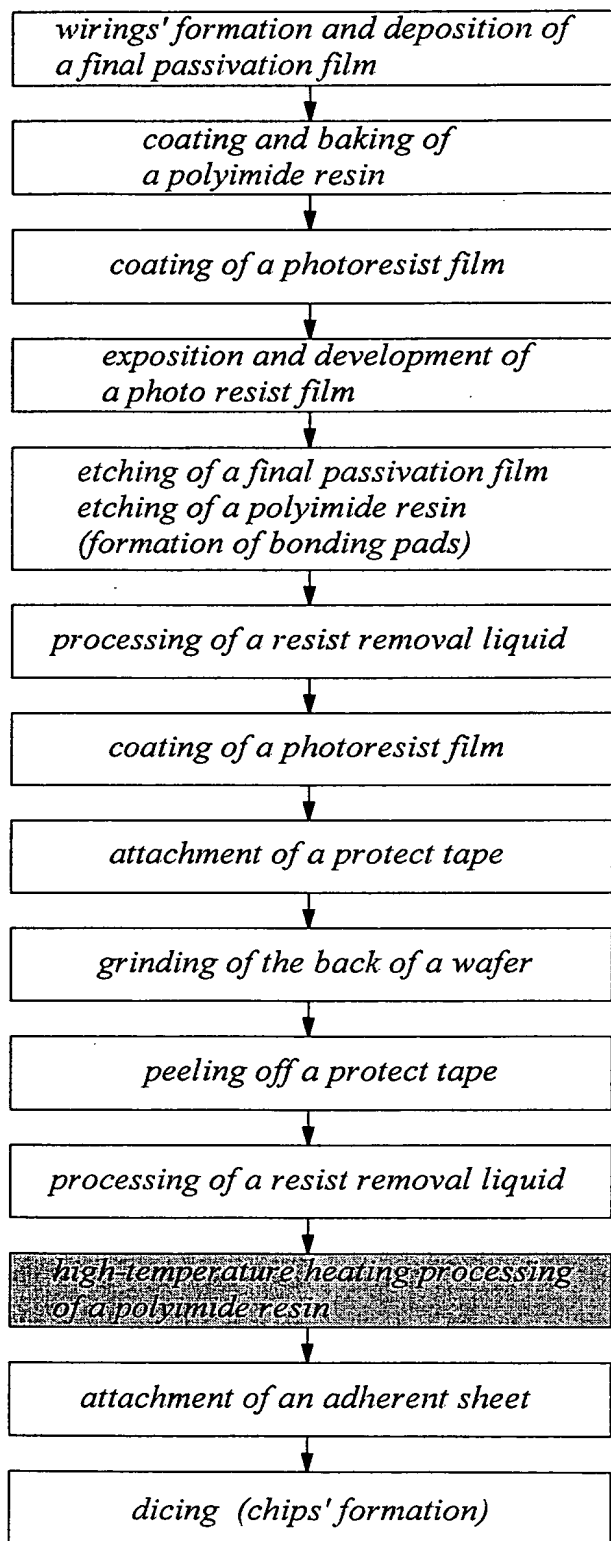 wirings' formation and deposition of
a final passivation film
coating and baking of
a polyimide resin
coating of a photoresist film
exposition and development of
a photo resist film
etching of a final passivation film
etching of a polyimide resin
(formation of bonding pads)
processing of a resist removal liquid
coating of a photoresist film
attachment of a protect tape
grinding of the back of a wafer
peeling off a protect tape
processing of a resist removal liquid
high-temperature heating processing
of a polyimide resin
attachment of an adherent sheet
dicing (chips' formation)